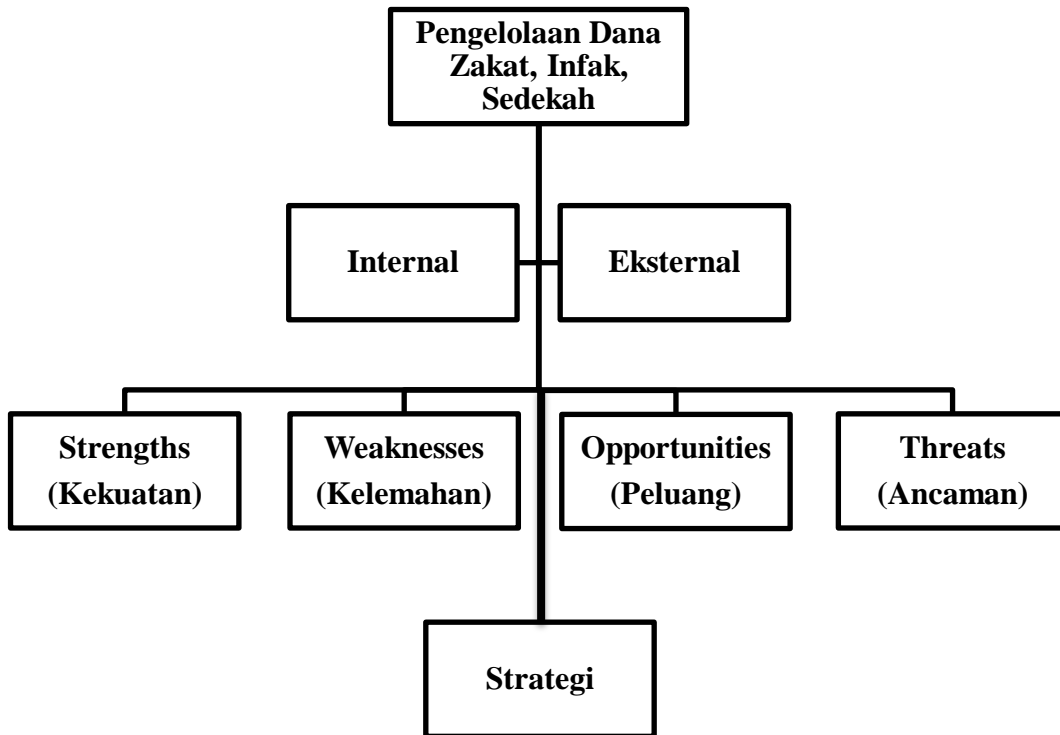 Pengelolaan Dana
Zakat, Infak,
Sedekah
Internal
Eksternal
Strengths
(Kekuatan)
Weaknesses
(Kelemahan)
Opportunities
(Peluang)
Threats
(Ancaman)
Strategi